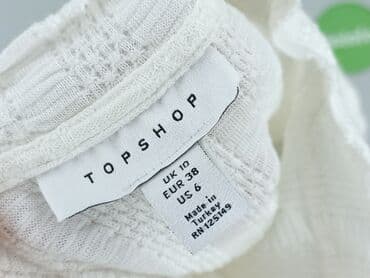 TOPSHOP
UK 10
EUR 38
US 6
Made in
Turkey
RN 125149